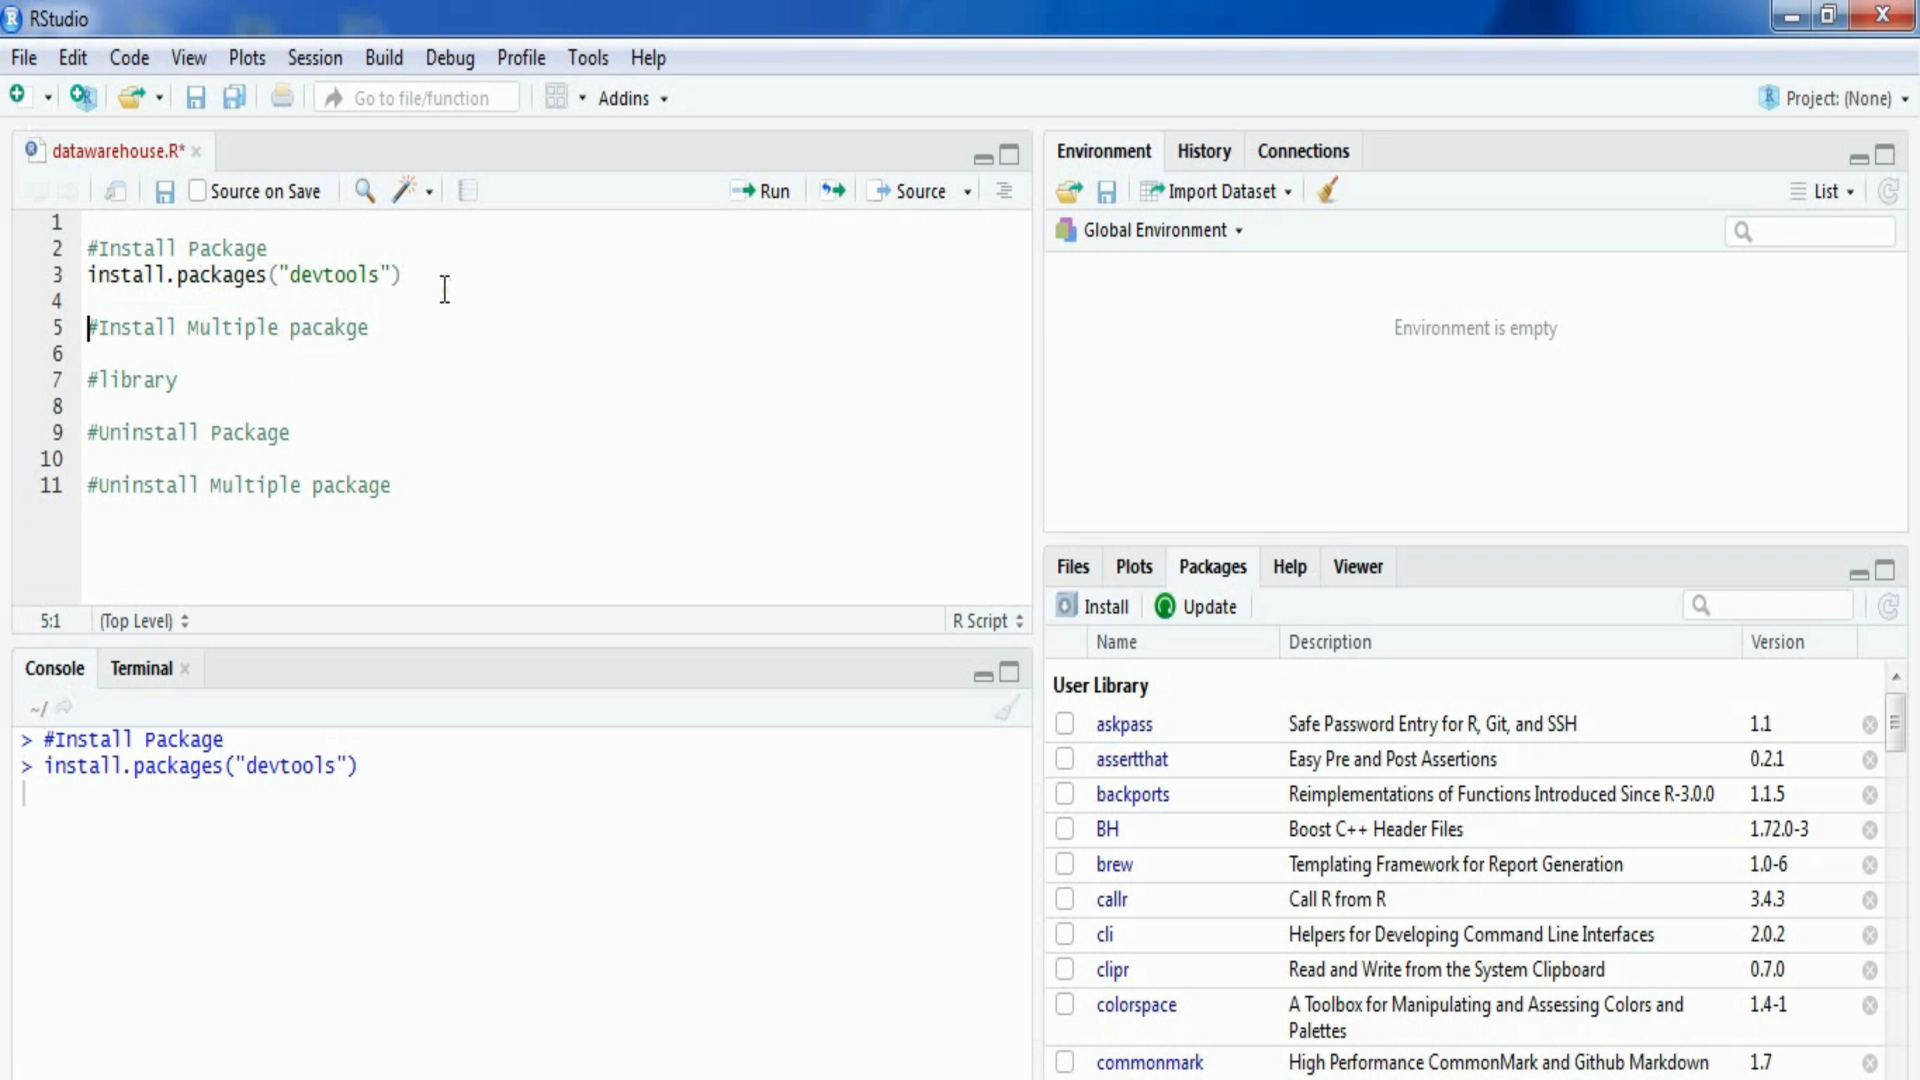 RStudio
File Edit Code View Plots Session Build Debug Profile Tools Help
Go to file/function Addins Project: (None)
datawarehouse.R*
Source on Save Run Source
1
2 #Install Package
3 install.packages("devtools")
4
5 #Install Multiple pacakge
6
7 #library
8
9 #Uninstall Package
10
11 #Uninstall Multiple package
5:1 (Top Level) R Script
Console Terminal
~/
> #Install Package
> install.packages("devtools")
Environment History Connections
Import Dataset List
Global Environment
Environment is empty
Files Plots Packages Help Viewer
Install Update
Name Description Version
User Library
askpass Safe Password Entry for R, Git, and SSH 1.1
assertthat Easy Pre and Post Assertions 0.2.1
backports Reimplementations of Functions Introduced Since R-3.0.0 1.1.5
BH Boost C++ Header Files 1.72.0-3
brew Templating Framework for Report Generation 1.0-6
callr Call R from R 3.4.3
cli Helpers for Developing Command Line Interfaces 2.0.2
clipr Read and Write from the System Clipboard 0.7.0
colorspace A Toolbox for Manipulating and Assessing Colors and 1.4-1
Palettes
commonmark High Performance CommonMark and Github Markdown 1.7